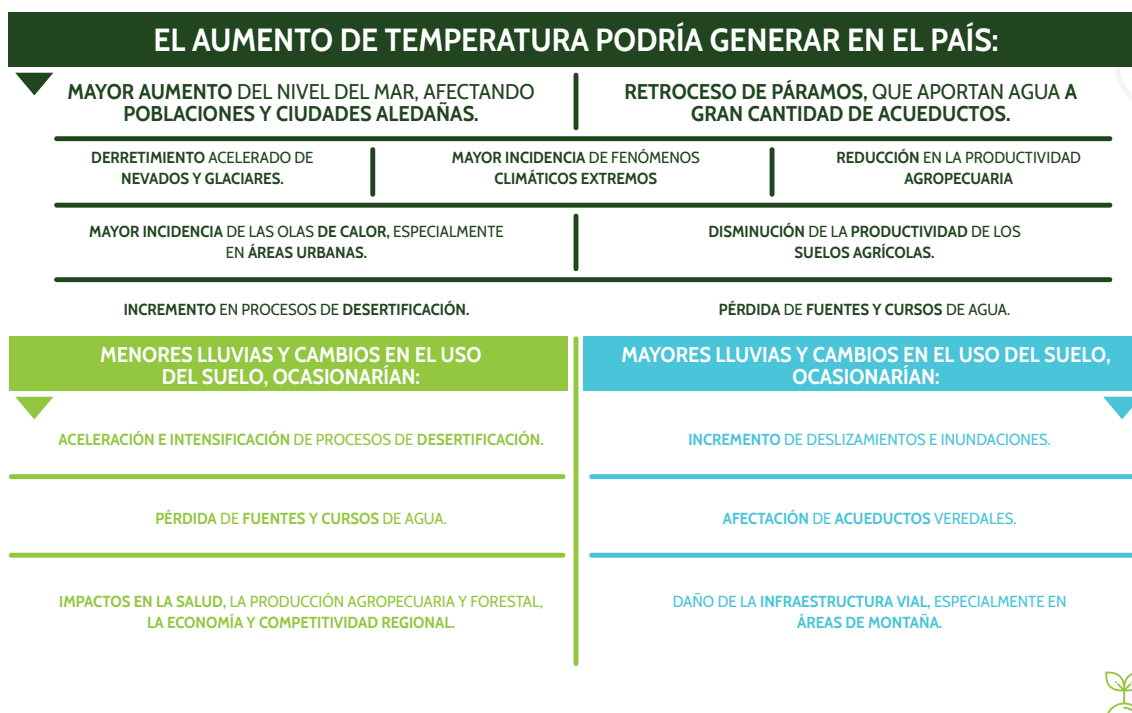 EL AUMENTO DE TEMPERATURA PODRÍA GENERAR EN EL PAÍS:
MAYOR AUMENTO DEL NIVEL DEL MAR, AFECTANDO
POBLACIONES Y CIUDADES ALEDAÑAS.
RETROCESO DE PÁRAMOS, QUE APORTAN AGUA A
GRAN CANTIDAD DE ACUEDUCTOS.
DERRETIMIENTO ACELERADO DE
NEVADOS Y GLACIARES.
MAYOR INCIDENCIA DE FENÓMENOS
CLIMÁTICOS EXTREMOS
REDUCCIÓN EN LA PRODUCTIVIDAD
AGROPECUARIA
MAYOR INCIDENCIA DE LAS OLAS DE CALOR, ESPECIALMENTE
EN ÁREAS URBANAS.
DISMINUCIÓN DE LA PRODUCTIVIDAD DE LOS
SUELOS AGRÍCOLAS.
INCREMENTO EN PROCESOS DE DESERTIFICACIÓN.
PÉRDIDA DE FUENTES Y CURSOS DE AGUA.
MENORES LLUVIAS Y CAMBIOS EN EL USO
DEL SUELO, OCASIONARÍAN:
ACELERACIÓN E INTENSIFICACIÓN DE PROCESOS DE DESERTIFICACIÓN.
PÉRDIDA DE FUENTES Y CURSOS DE AGUA.
IMPACTOS EN LA SALUD, LA PRODUCCIÓN AGROPECUARIA Y FORESTAL,
LA ECONOMÍA Y COMPETITIVIDAD REGIONAL.
MAYORES LLUVIAS Y CAMBIOS EN EL USO DEL SUELO,
OCASIONARÍAN:
INCREMENTO DE DESLIZAMIENTOS E INUNDACIONES.
AFECTACIÓN DE ACUEDUCTOS VEREDALES.
DAÑO DE LA INFRAESTRUCTURA VIAL, ESPECIALMENTE EN
ÁREAS DE MONTAÑA.